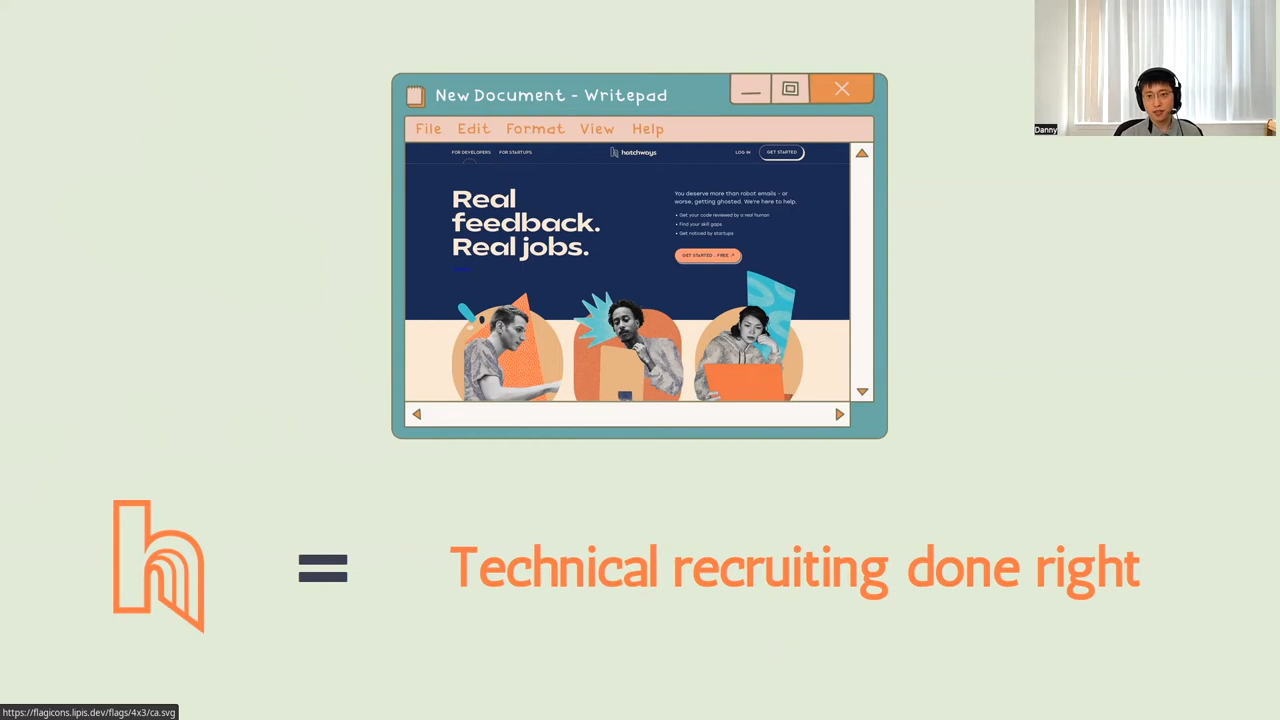 New Document - Writepad
File Edit Format View Help
FOR DEVELOPERS FOR STARTUPS hatchways LOG IN GET STARTED
Real
feedback.
Real jobs.
You deserve more than robot emails - or
worse, getting ghosted. We're here to help.
• Get your code reviewed by a real human
• Find your skill gaps
• Get noticed by startups
GET STARTED - FREE ↗
Danny
h = Technical recruiting done right
https://flagicons.lipis.dev/flags/4x3/ca.svg